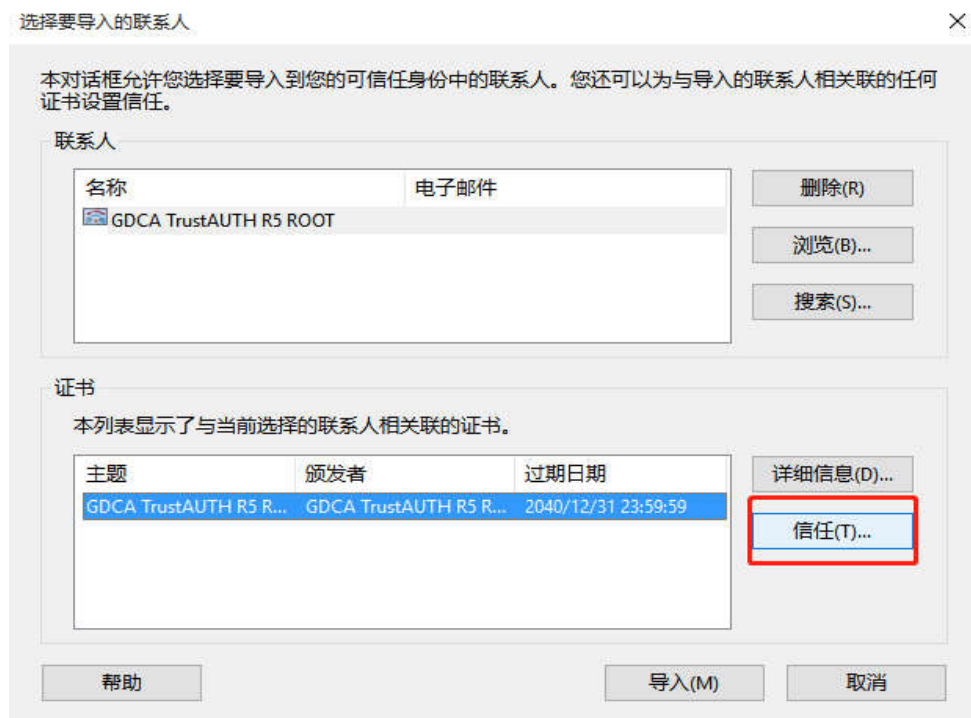 选择要导入的联系人
本对话框允许您选择要导入到您的可信任身份中的联系人。您还可以为与导入的联系人相关联的任何
证书设置信任。
联系人
名称 电子邮件
GDCA TrustAUTH R5 ROOT
删除(R)
浏览(B)...
搜索(S)...
证书
本列表显示了与当前选择的联系人相关联的证书。
主题 颁发者 过期日期
GDCA TrustAUTH R5 R... GDCA TrustAUTH R5 R... 2040/12/31 23:59:59
详细信息(D)...
信任(T)...
帮助 导入(M) 取消